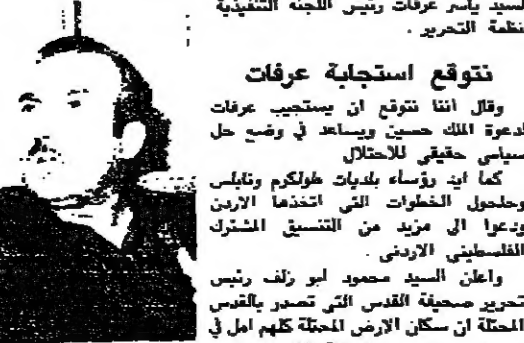 السيد ياسر عرفات رئيس اللجنة التنفيذية
نظمة التحرير .
نتوقع استجابة عرفات
وقال اننا نتوقع ان يستجيب عرفات
لدعوة الملك حسين ويساعد في وضع حل
سياسي حقيقي للاحتلال
كما ايد رؤساء بلديات طولكرم ونابلس
وحلحول الخطوات التي اتخذها الاردن
ودعوا الى مزيد من التنسيق المشترك
الفلسطيني الاردني .
واعلن السيد محمود ابو زلف رئيس
تحرير صحيفة القدس التي تصدر بالقدس
المحتلة ان سكان الارض المحتلة كلهم امل في